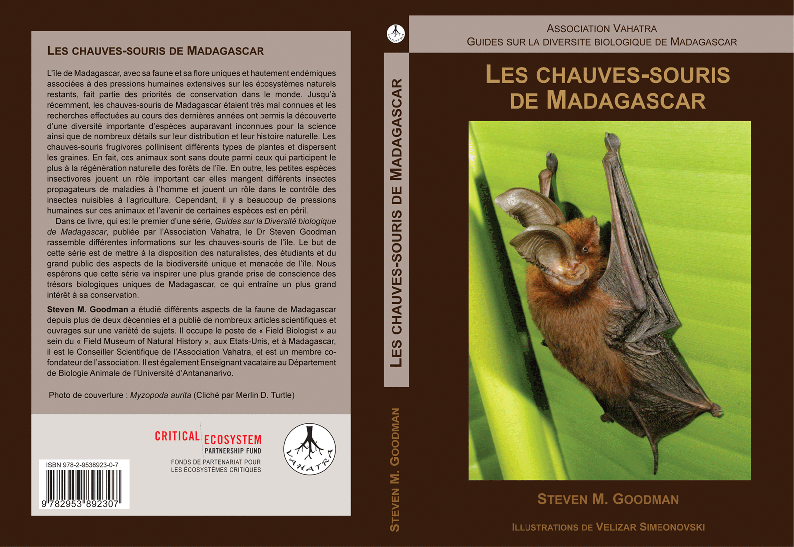 LES CHAUVES-SOURIS DE MADAGASCAR
L'île de Madagascar, avec sa faune et sa flore uniques et hautement endémiques
associées à des pressions humaines extensives sur les écosystèmes naturels
restants, fait partie des priorités de conservation dans le monde. Jusqu'à
récemment, les chauves-souris de Madagascar étaient très mal connues et les
recherches effectuées au cours des dernières années ont permis la découverte
d'une diversité importante d'espèces auparavant inconnues pour la science
ainsi que de nombreux détails sur leur distribution et leur histoire naturelle. Les
chauves-souris frugivores pollinisent différents types de plantes et dispersent
les graines. En fait, ces animaux sont sans doute parmi ceux qui participent le
plus à la régénération naturelle des forêts de l'île. En outre, les petites espèces
insectivores jouent un rôle important car elles mangent différents insectes
propagateurs de maladies à l'homme et jouent un rôle dans le contrôle des
insectes nuisibles à l'agriculture. Cependant, il y a beaucoup de pressions
humaines sur ces animaux et l'avenir de certaines espèces est en péril.
Dans ce livre, qui est le premier d'une série, Guides sur la Diversité biologique
de Madagascar, publiée par l'Association Vahatra, le Dr Steven Goodman
rassemble différentes informations sur les chauves-souris de l'île. Le but de
cette série est de mettre à la disposition des naturalistes, des étudiants et du
grand public des aspects de la biodiversité unique et menacée de l'île. Nous
espérons que cette série va inspirer une plus grande prise de conscience des
trésors biologiques uniques de Madagascar, ce qui entraîne un plus grand
intérêt à sa conservation.
Steven M. Goodman a étudié différents aspects de la faune de Madagascar
depuis plus de deux décennies et a publié de nombreux articles scientifiques et
ouvrages sur une variété de sujets. Il occupe le poste de « Field Biologist » au
sein du « Field Museum of Natural History », aux Etats-Unis, et à Madagascar,
il est le Conseiller Scientifique de l'Association Vahatra, et est un membre co-
fondateur de l'association. Il est également Enseignant vacataire au Département
de Biologie Animale de l'Université d'Antananarivo.
Photo de couverture : Myzopoda aurita (Cliché par Merlin D. Turtle)
CRITICAL ECOSYSTEM
PARTNERSHIP FUND
FONDS DE PARTENARIAT POUR
LES ÉCOSYSTÈMES CRITIQUES
VAHATRA
ISBN 978-2-9538923-0-7
9 782953 892307
LES CHAUVES-SOURIS DE MADAGASCAR
STEVEN M. GOODMAN
ASSOCIATION VAHATRA
GUIDES SUR LA DIVERSITE BIOLOGIQUE DE MADAGASCAR
LES CHAUVES-SOURIS
DE MADAGASCAR
STEVEN M. GOODMAN
ILLUSTRATIONS DE VELIZAR SIMEONOVSKI